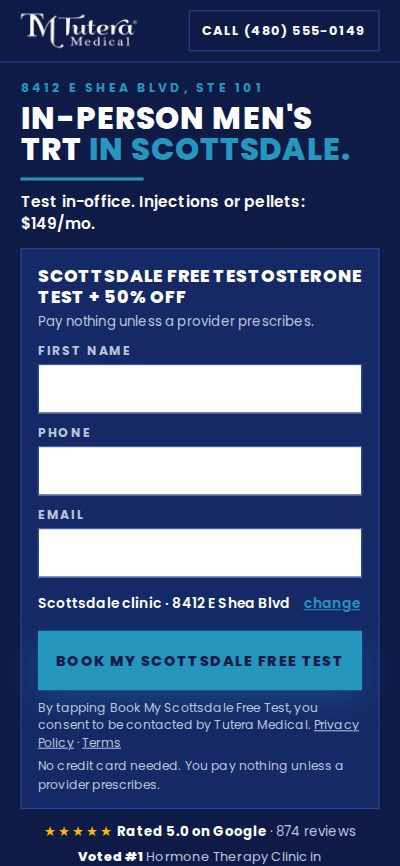 Tutera
Medical
CALL (480) 555-0149
8412 E SHEA BLVD, STE 101
IN-PERSON MEN'S
TRT IN SCOTTSDALE.
Test in-office. Injections or pellets:
$149/mo.
SCOTTSDALE FREE TESTOSTERONE
TEST + 50% OFF
Pay nothing unless a provider prescribes.
FIRST NAME
PHONE
EMAIL
Scottsdale clinic · 8412 E Shea Blvd change
BOOK MY SCOTTSDALE FREE TEST
By tapping Book My Scottsdale Free Test, you
consent to be contacted by Tutera Medical. Privacy
Policy · Terms
No credit card needed. You pay nothing unless a
provider prescribes.
★★★★★ Rated 5.0 on Google · 874 reviews
Voted #1 Hormone Therapy Clinic in